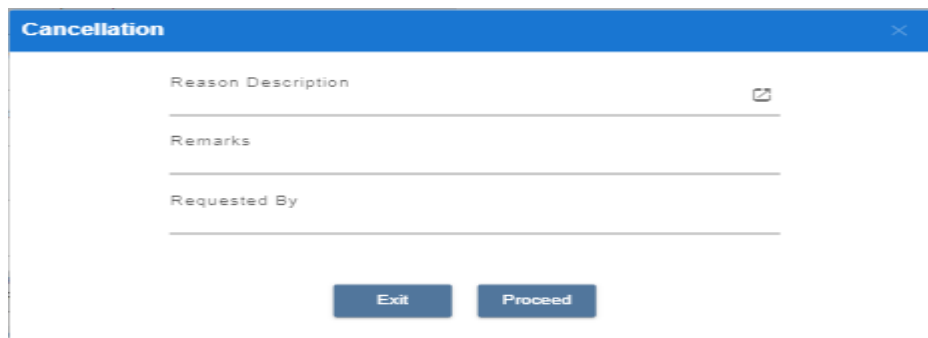 Cancellation
Reason Description
Remarks
Requested By
Exit Proceed